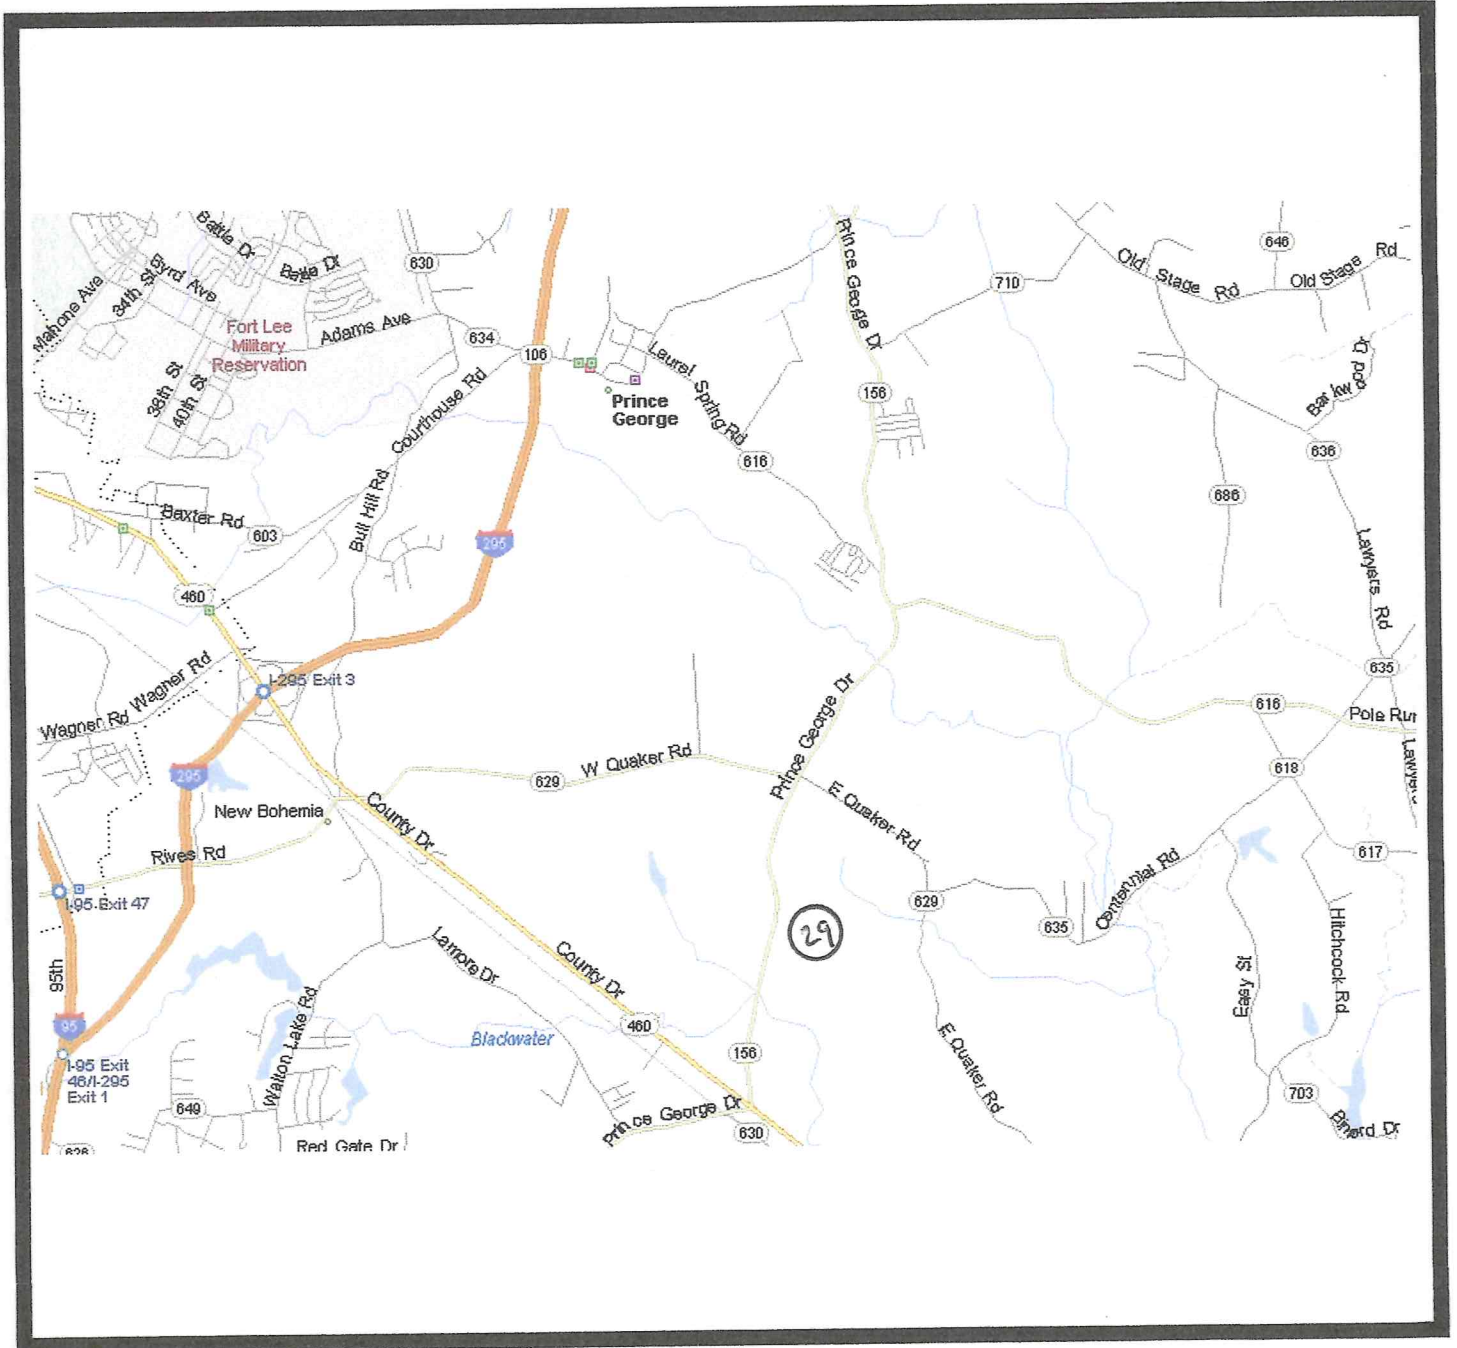 Battle Dr
Byrd Ave
Battle Dr
34th St
Mahone Ave
630
Fort Lee
Military
Reservation
Adams Ave
38th St
40th St
634
106
Courthouse Rd
Prince
George
Laurel Spring Rd
616
Prince George Dr
156
710
Old Stage Rd
646
Old Stage Rd
Barkwood Dr
636
686
Lawyers Rd
635
Baxter Rd
603
Bull Hill Rd
295
460
I-295 Exit 3
Wagner Rd
Wagner Rd
295
New Bohemia
Rives Rd
County Dr
629
W Quaker Rd
Prince George Dr
E Quaker Rd
616
Pole Run
Lawyers
618
617
Centennial Rd
629
635
29
I-95 Exit 47
95th
95
I-95 Exit
46/I-295
Exit 1
Lamore Dr
County Dr
460
Walton Lake Rd
Blackwater
156
E Quaker Rd
Easy St
Hitchcock Rd
703
649
Prince George Dr
630
626
Red Gate Dr